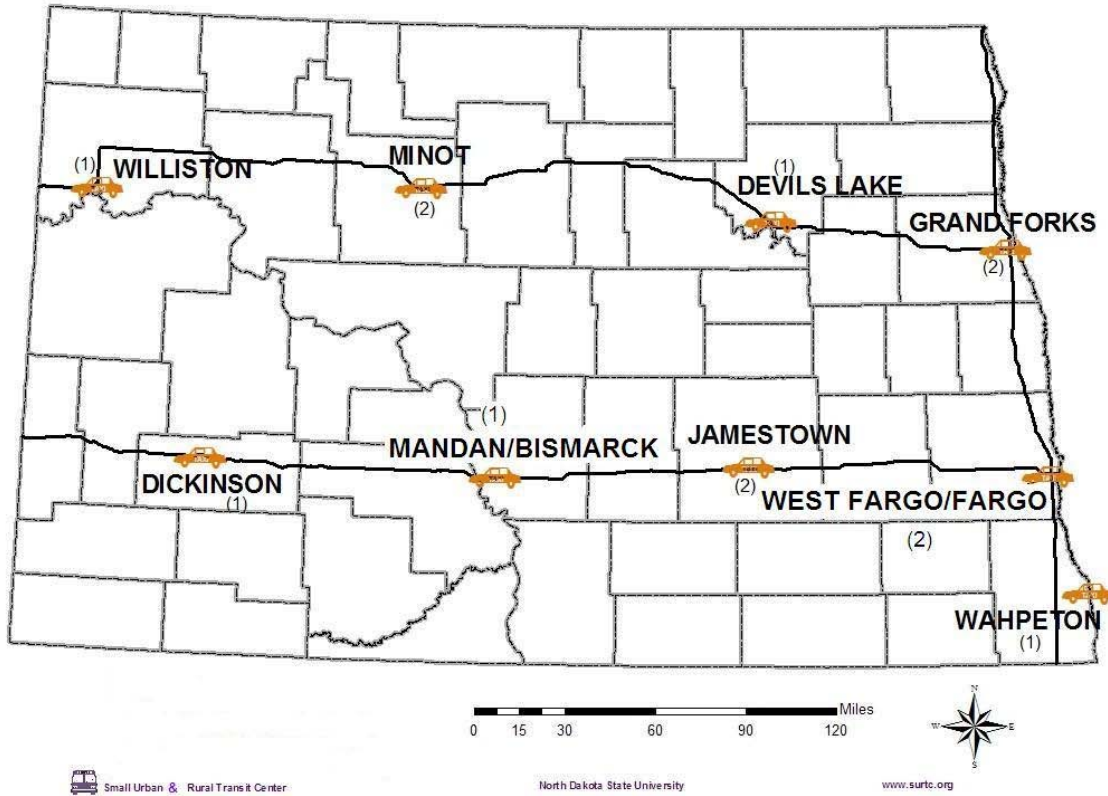 (1)
WILLISTON
MINOT
(2)
(1)
DEVILS LAKE
GRAND FORKS
(2)
(1)
MANDAN/BISMARCK
JAMESTOWN
(2)
DICKINSON
(1)
WEST FARGO/FARGO
(2)
WAHPETON
(1)
Miles
0 15 30 60 90 120
N
W E
S
Small Urban & Rural Transit Center
North Dakota State University
www.surtc.org